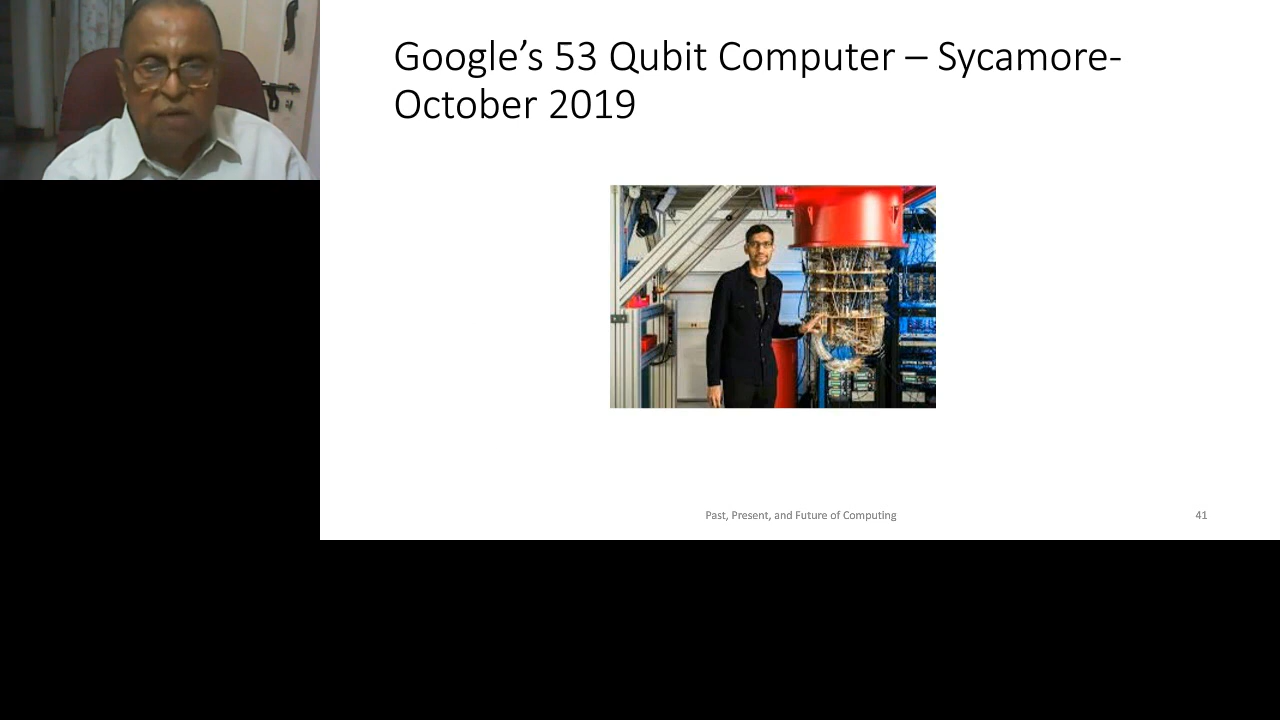 Google’s 53 Qubit Computer – Sycamore-
October 2019
Past, Present, and Future of Computing
41